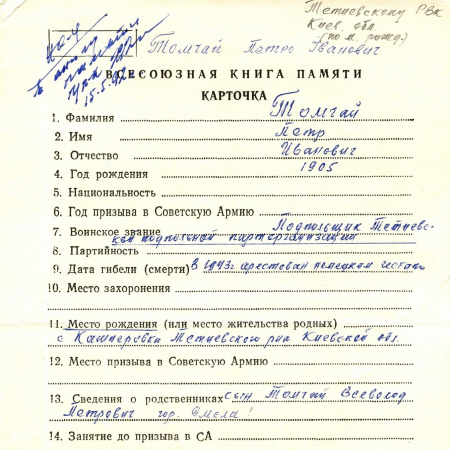 Тетиевскому РВК
Киев. обл.
(по м. рожд.)
15.5.92
Томчай Петро Іванович
ВСЕСОЮЗНАЯ КНИГА ПАМЯТИ
КАРТОЧКА
1. Фамилия Томчай
2. Имя Петр
3. Отчество Иванович
4. Год рождения 1905
5. Национальность
6. Год призыва в Советскую Армию
7. Воинское звание Подпольщик Тетиевс-
кой подпольной парторганизации
8. Партийность
9. Дата гибели (смерти) в 1943г. арестован немецким гестапо
10. Место захоронения
11. Место рождения (или место жительства родных)
с. Кашперовка Тетиевского р-на Киевской обл.
12. Место призыва в Советскую Армию
13. Сведения о родственниках сын Томчай Всеволод
Петрович гор. Смела
14. Занятие до призыва в СА